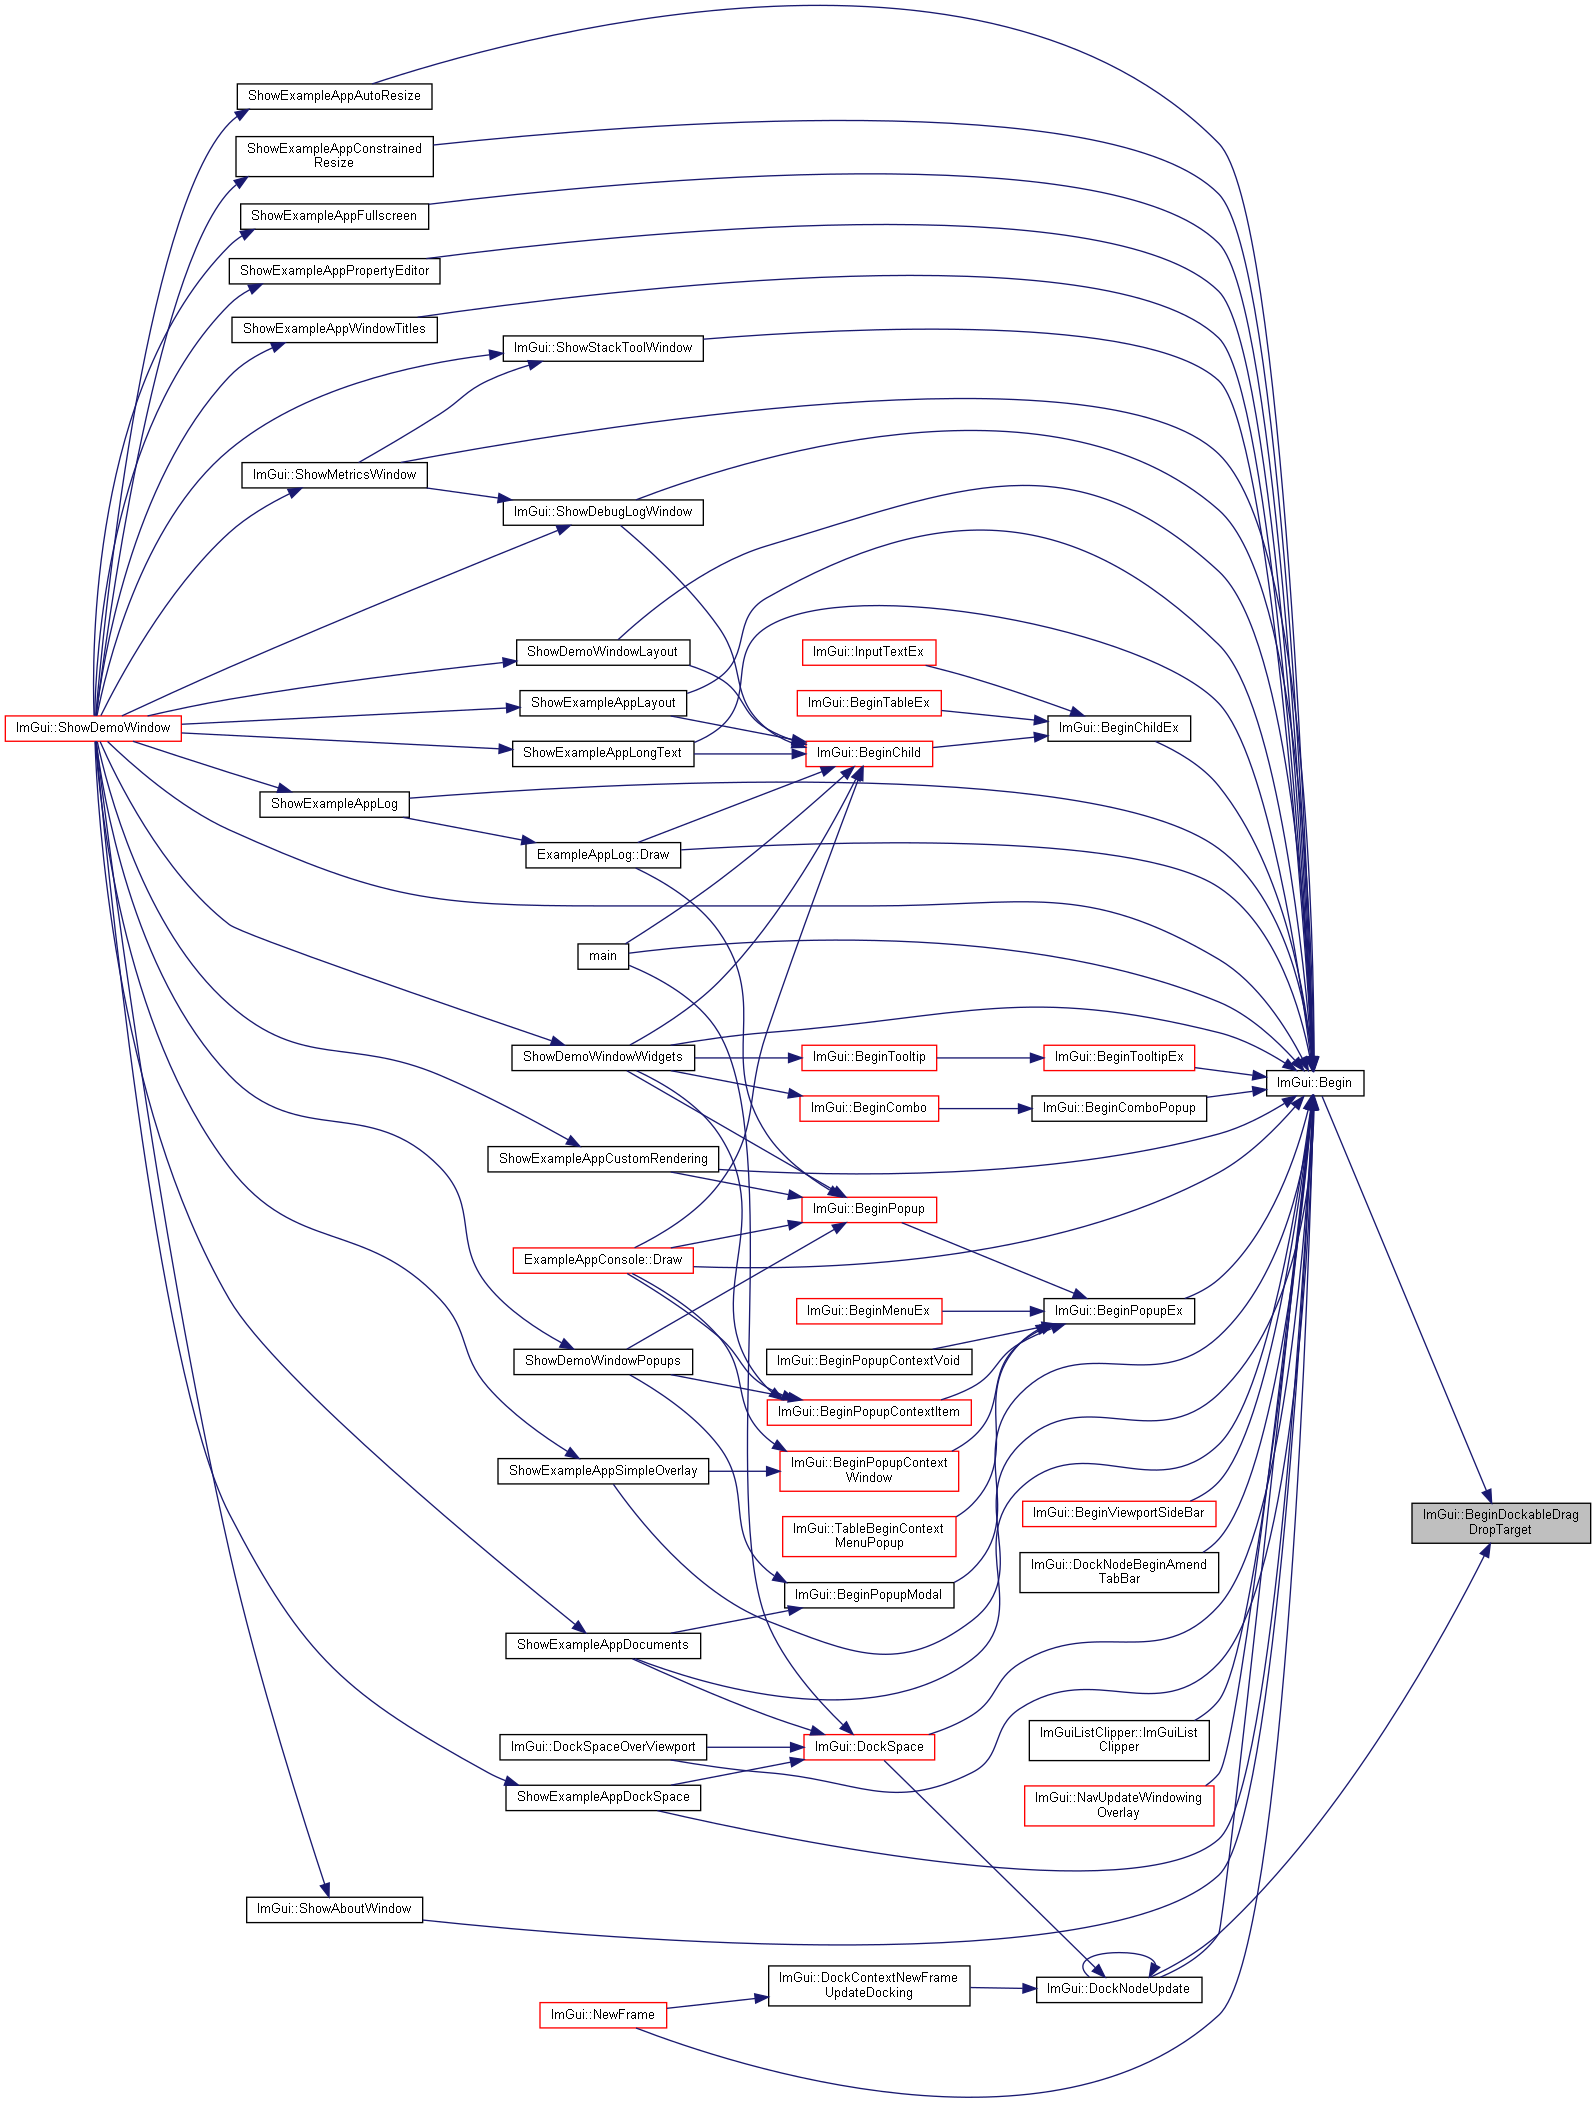 ShowExampleAppAutoResize
ShowExampleAppConstrained
Resize
ShowExampleAppFullscreen
ShowExampleAppPropertyEditor
ShowExampleAppWindowTitles
ImGui::ShowStackToolWindow
ImGui::ShowMetricsWindow
ImGui::ShowDebugLogWindow
ShowDemoWindowLayout
ImGui::InputTextEx
ShowExampleAppLayout
ImGui::BeginTableEx
ImGui::ShowDemoWindow
ImGui::BeginChildEx
ShowExampleAppLongText
ImGui::BeginChild
ShowExampleAppLog
ExampleAppLog::Draw
main
ShowDemoWindowWidgets
ImGui::BeginTooltip
ImGui::BeginTooltipEx
ImGui::Begin
ImGui::BeginCombo
ImGui::BeginComboPopup
ShowExampleAppCustomRendering
ImGui::BeginPopup
ExampleAppConsole::Draw
ImGui::BeginMenuEx
ImGui::BeginPopupEx
ShowDemoWindowPopups
ImGui::BeginPopupContextVoid
ImGui::BeginPopupContextItem
ShowExampleAppSimpleOverlay
ImGui::BeginPopupContext
Window
ImGui::BeginViewportSideBar
ImGui::BeginDockableDrag
DropTarget
ImGui::TableBeginContext
MenuPopup
ImGui::DockNodeBeginAmend
TabBar
ImGui::BeginPopupModal
ShowExampleAppDocuments
ImGuiListClipper::ImGuiList
Clipper
ImGui::DockSpaceOverViewport
ImGui::DockSpace
ShowExampleAppDockSpace
ImGui::NavUpdateWindowing
Overlay
ImGui::ShowAboutWindow
ImGui::DockContextNewFrame
UpdateDocking
ImGui::DockNodeUpdate
ImGui::NewFrame